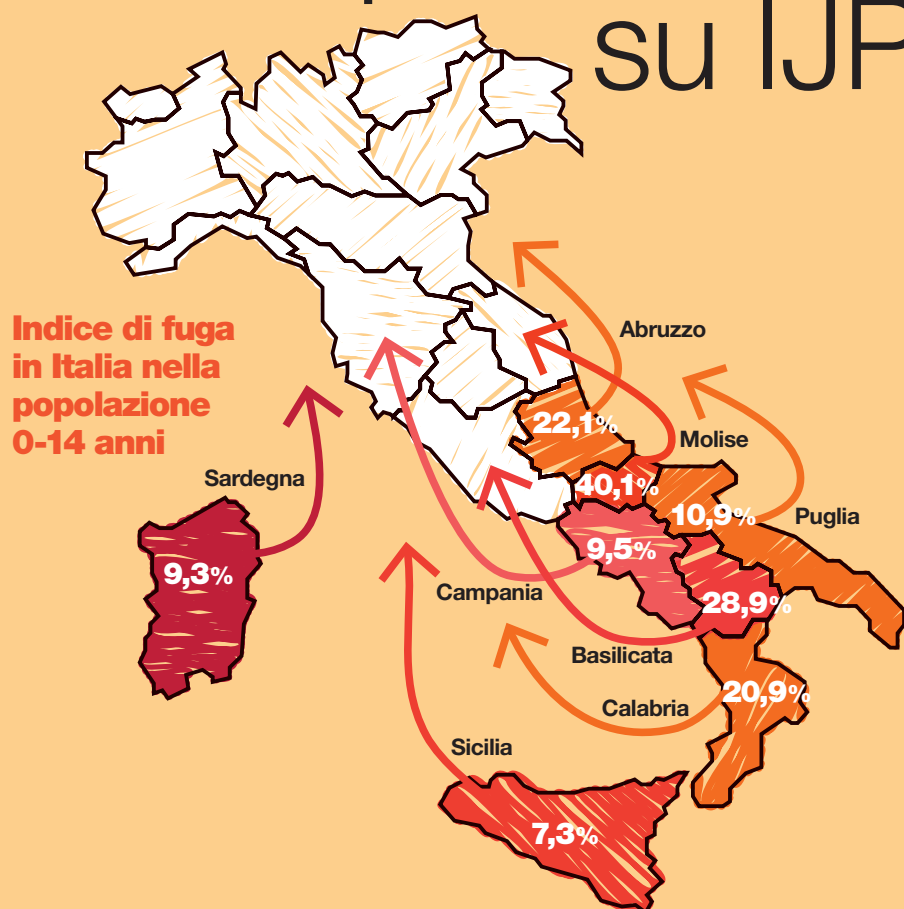 su IJP
Indice di fuga
in Italia nella
popolazione
0-14 anni
Abruzzo
22,1%
Molise
40,1%
Sardegna
9,3%
10,9%
Puglia
9,5%
Campania
28,9%
Basilicata
20,9%
Calabria
Sicilia
7,3%